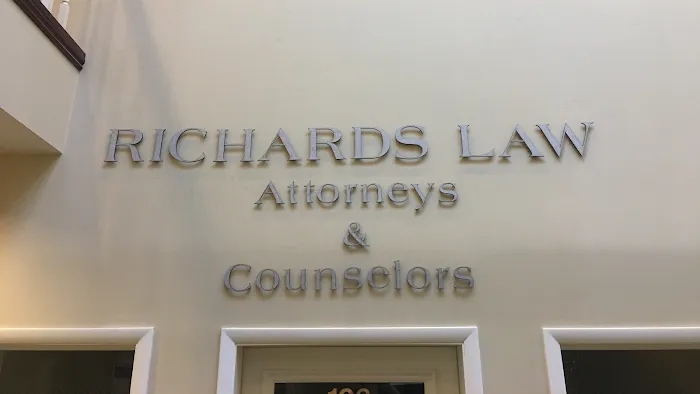 RICHARDS LAW
Attorneys
&
Counselors